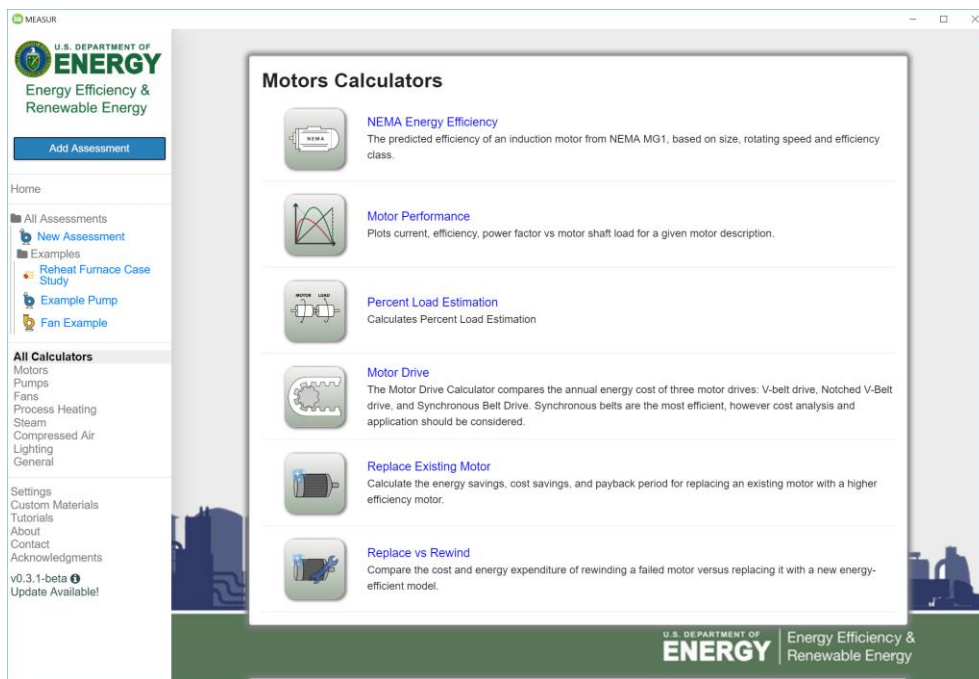 MEASUR
U.S. DEPARTMENT OF
ENERGY
Energy Efficiency &
Renewable Energy
Add Assessment
Home
All Assessments
New Assessment
Examples
Reheat Furnace Case
Study
Example Pump
Fan Example
All Calculators
Motors
Pumps
Fans
Process Heating
Steam
Compressed Air
Lighting
General
Settings
Custom Materials
Tutorials
About
Contact
Acknowledgments
v0.3.1-beta
Update Available!
Motors Calculators
NEMA
NEMA Energy Efficiency
The predicted efficiency of an induction motor from NEMA MG1, based on size, rotating speed and efficiency
class.
Motor Performance
Plots current, efficiency, power factor vs motor shaft load for a given motor description.
MOTOR LOAD
Percent Load Estimation
Calculates Percent Load Estimation
Motor Drive
The Motor Drive Calculator compares the annual energy cost of three motor drives: V-belt drive, Notched V-Belt
drive, and Synchronous Belt Drive. Synchronous belts are the most efficient, however cost analysis and
application should be considered.
Replace Existing Motor
Calculate the energy savings, cost savings, and payback period for replacing an existing motor with a higher
efficiency motor.
Replace vs Rewind
Compare the cost and energy expenditure of rewinding a failed motor versus replacing it with a new energy-
efficient model.
U.S. DEPARTMENT OF
ENERGY
Energy Efficiency &
Renewable Energy